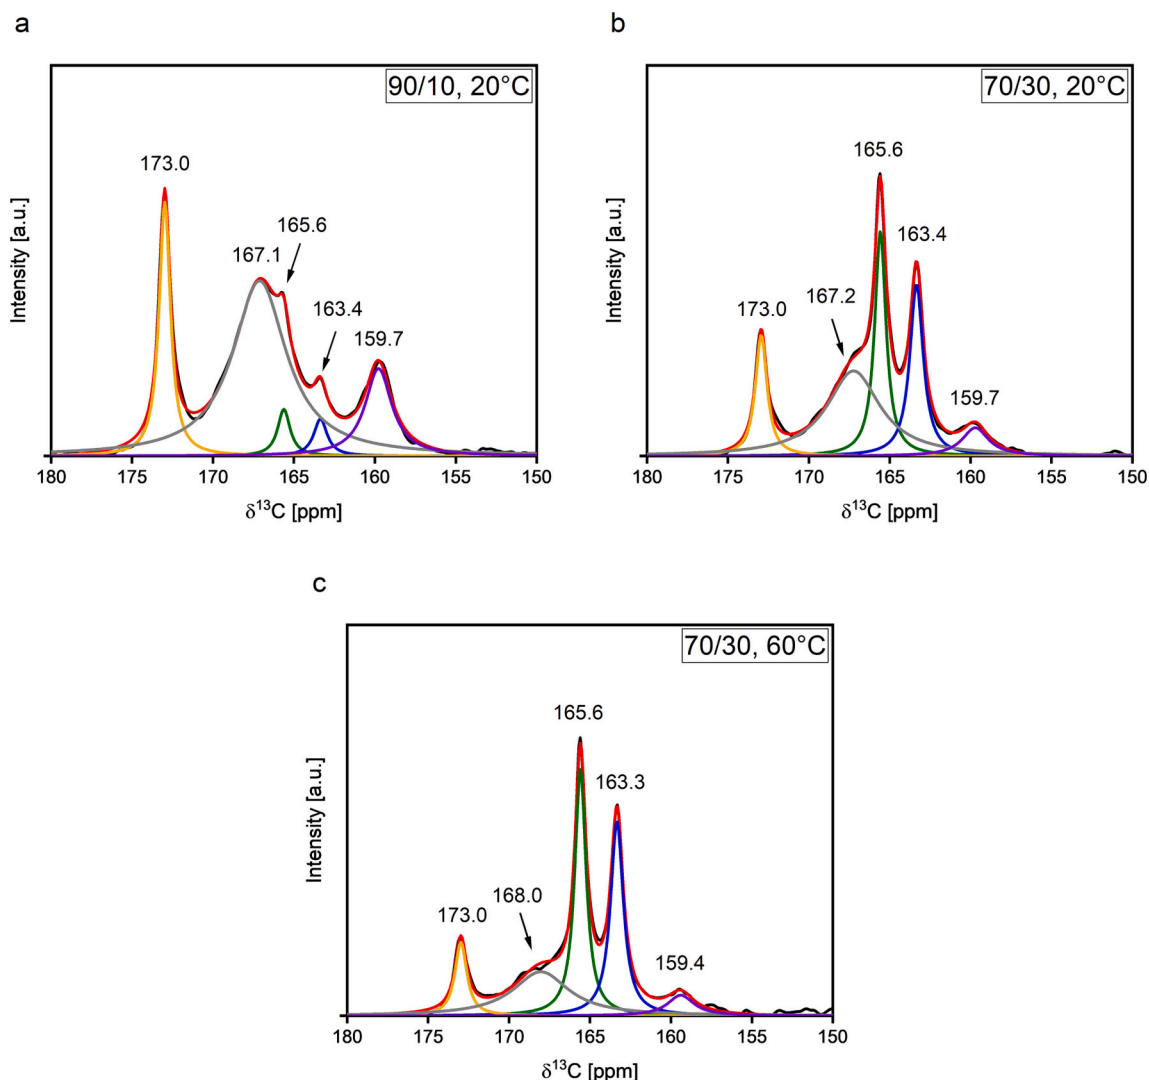 a
90/10, 20°C
173.0
167.1
165.6
163.4
159.7
Intensity [a.u.]
180 175 170 165 160 155 150
δ¹³C [ppm]
b
70/30, 20°C
165.6
163.4
173.0
167.2
159.7
Intensity [a.u.]
180 175 170 165 160 155 150
δ¹³C [ppm]
c
70/30, 60°C
165.6
163.3
168.0
173.0
159.4
Intensity [a.u.]
180 175 170 165 160 155 150
δ¹³C [ppm]